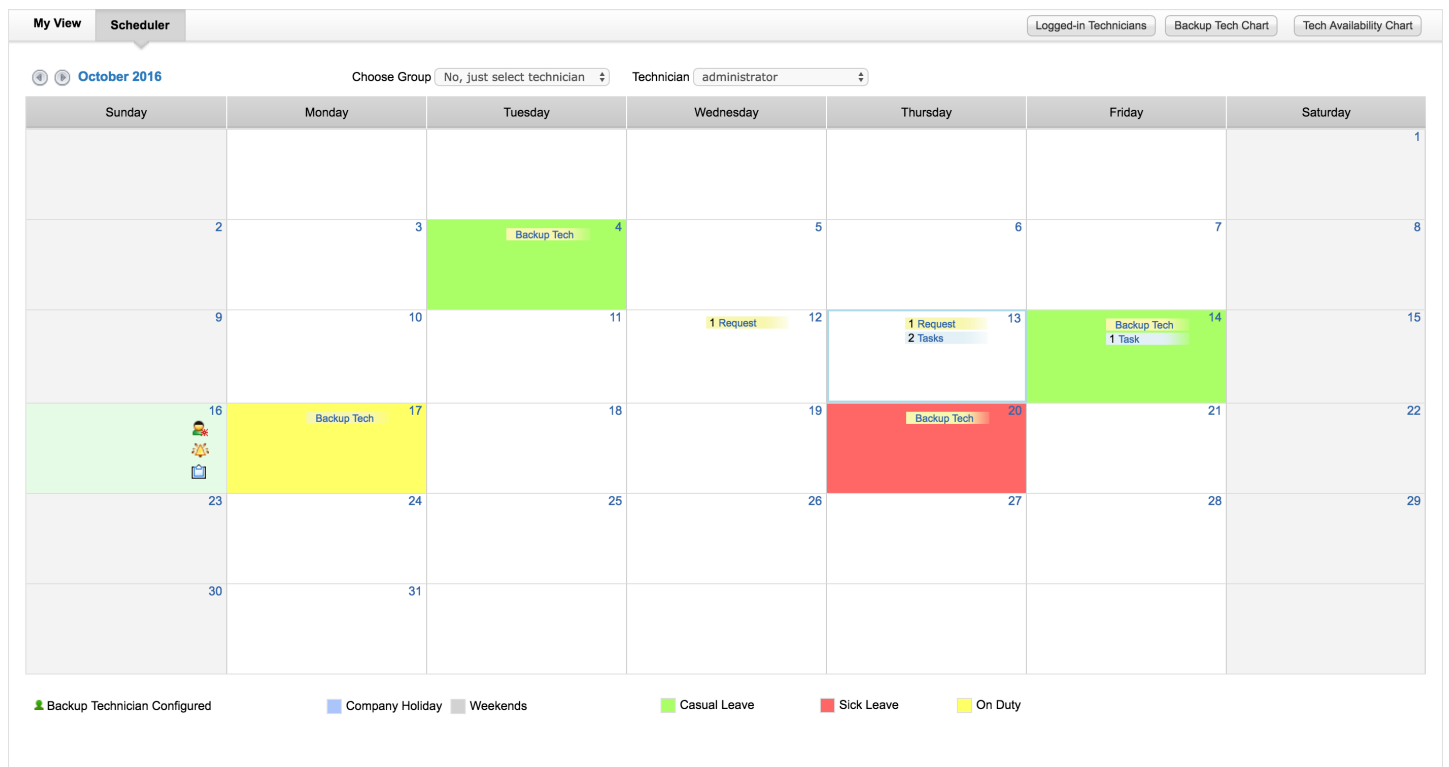 My View Scheduler Logged-in Technicians Backup Tech Chart Tech Availability Chart
October 2016 Choose Group No, just select technician Technician administrator
Sunday Monday Tuesday Wednesday Thursday Friday Saturday
1
2 3 4 5 6 7 8
Backup Tech
9 10 11 12 13 14 15
1 Request 1 Request Backup Tech
2 Tasks 1 Task
16 17 18 19 20 21 22
Backup Tech Backup Tech
23 24 25 26 27 28 29
30 31
Backup Technician Configured Company Holiday Weekends Casual Leave Sick Leave On Duty